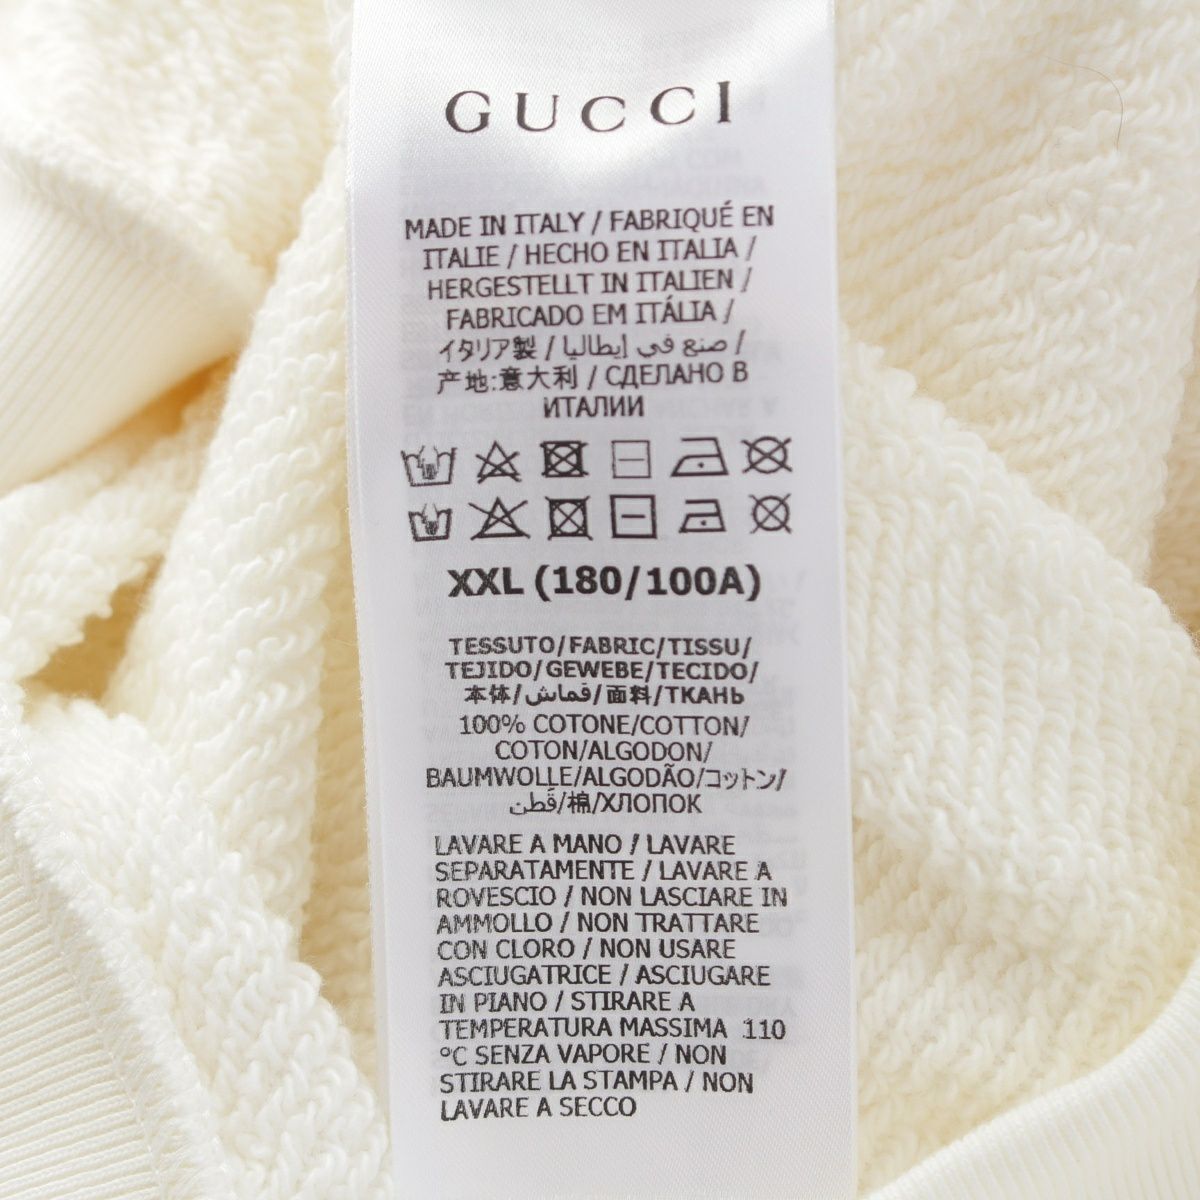 GUCCI
MADE IN ITALY / FABRIQUÉ EN
ITALIE / HECHO EN ITALIA /
HERGESTELLT IN ITALIEN /
FABRICADO EM ITÁLIA /
イタリア製 / صنع في إيطاليا /
产地:意大利 / СДЕЛАНО В
ИТАЛИИ
XXL (180/100A)
TESSUTO/FABRIC/TISSU/
TEJIDO/GEWEBE/TECIDO/
本体/قماش/面料/ТКАНЬ
100% COTONE/COTTON/
COTON/ALGODON/
BAUMWOLLE/ALGODÃO/コットン/
قطن/棉/ХЛОПОК
LAVARE A MANO / LAVARE
SEPARATAMENTE / LAVARE A
ROVESCIO / NON LASCIARE IN
AMMOLLO / NON TRATTARE
CON CLORO / NON USARE
ASCIUGATRICE / ASCIUGARE
IN PIANO / STIRARE A
TEMPERATURA MASSIMA 110
°C SENZA VAPORE / NON
STIRARE LA STAMPA / NON
LAVARE A SECCO